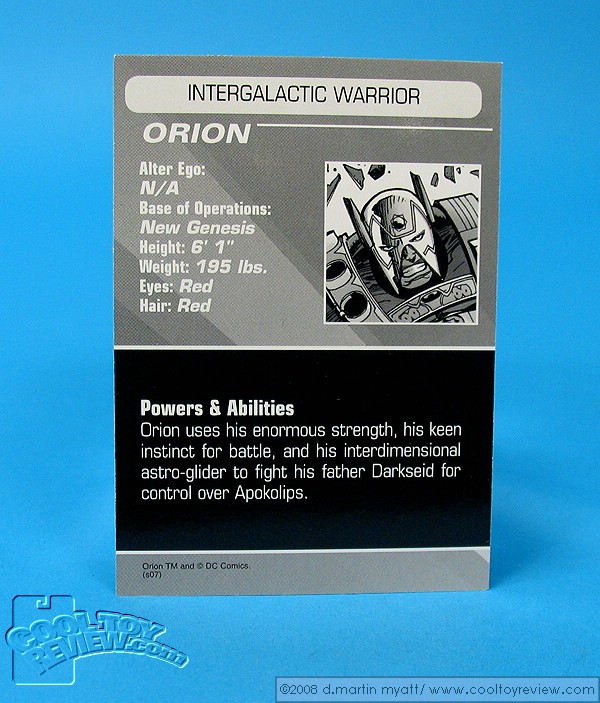 INTERGALACTIC WARRIOR
ORION
Alter Ego:
N/A
Base of Operations:
New Genesis
Height: 6' 1"
Weight: 195 lbs.
Eyes: Red
Hair: Red
Powers & Abilities
Orion uses his enormous strength, his keen
instinct for battle, and his interdimensional
astro-glider to fight his father Darkseid for
control over Apokolips.
Orion TM and © DC Comics.
(s07)
COOL TOY
REVIEW.com
©2008 d.martin myatt/ www.cooltoyreview.com